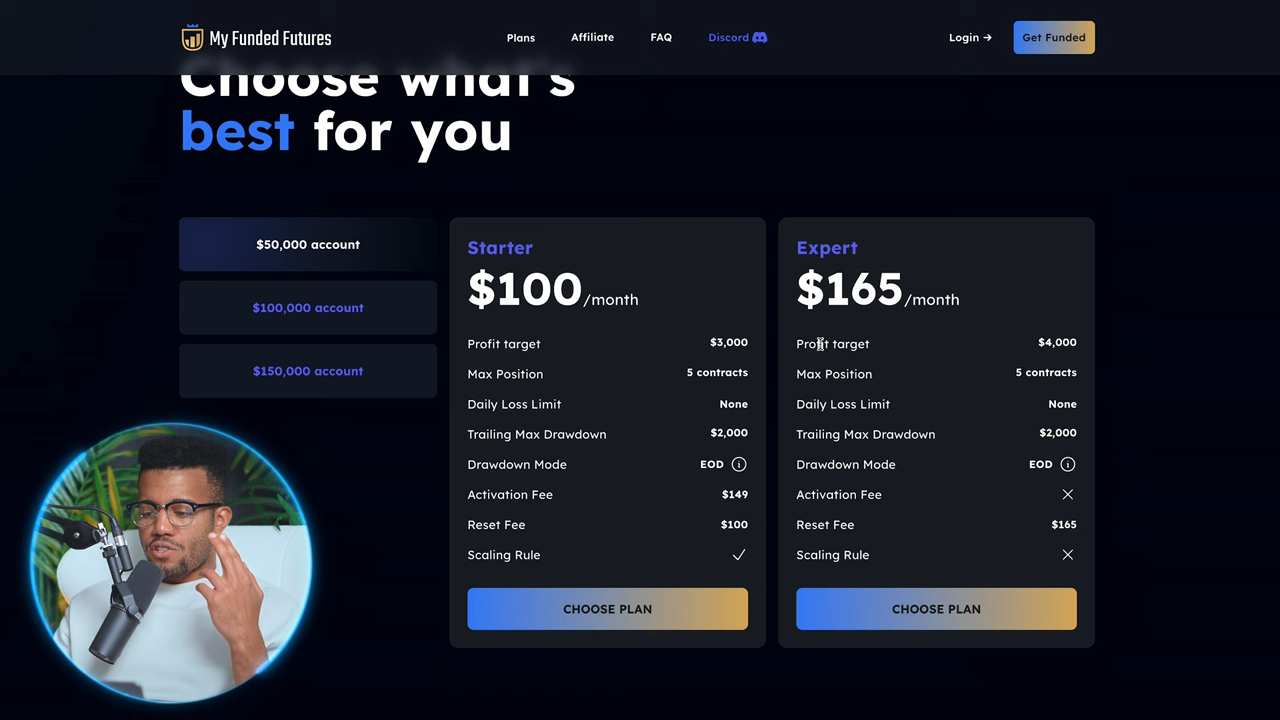 My Funded Futures
Plans
Affiliate
FAQ
Discord
Login →
Get Funded
Choose what's
best for you
$50,000 account
$100,000 account
$150,000 account
Starter
$100/month
Profit target $3,000
Max Position 5 contracts
Daily Loss Limit None
Trailing Max Drawdown $2,000
Drawdown Mode EOD
Activation Fee $149
Reset Fee $100
Scaling Rule
CHOOSE PLAN
Expert
$165/month
Profit target $4,000
Max Position 5 contracts
Daily Loss Limit None
Trailing Max Drawdown $2,000
Drawdown Mode EOD
Activation Fee
Reset Fee $165
Scaling Rule
CHOOSE PLAN